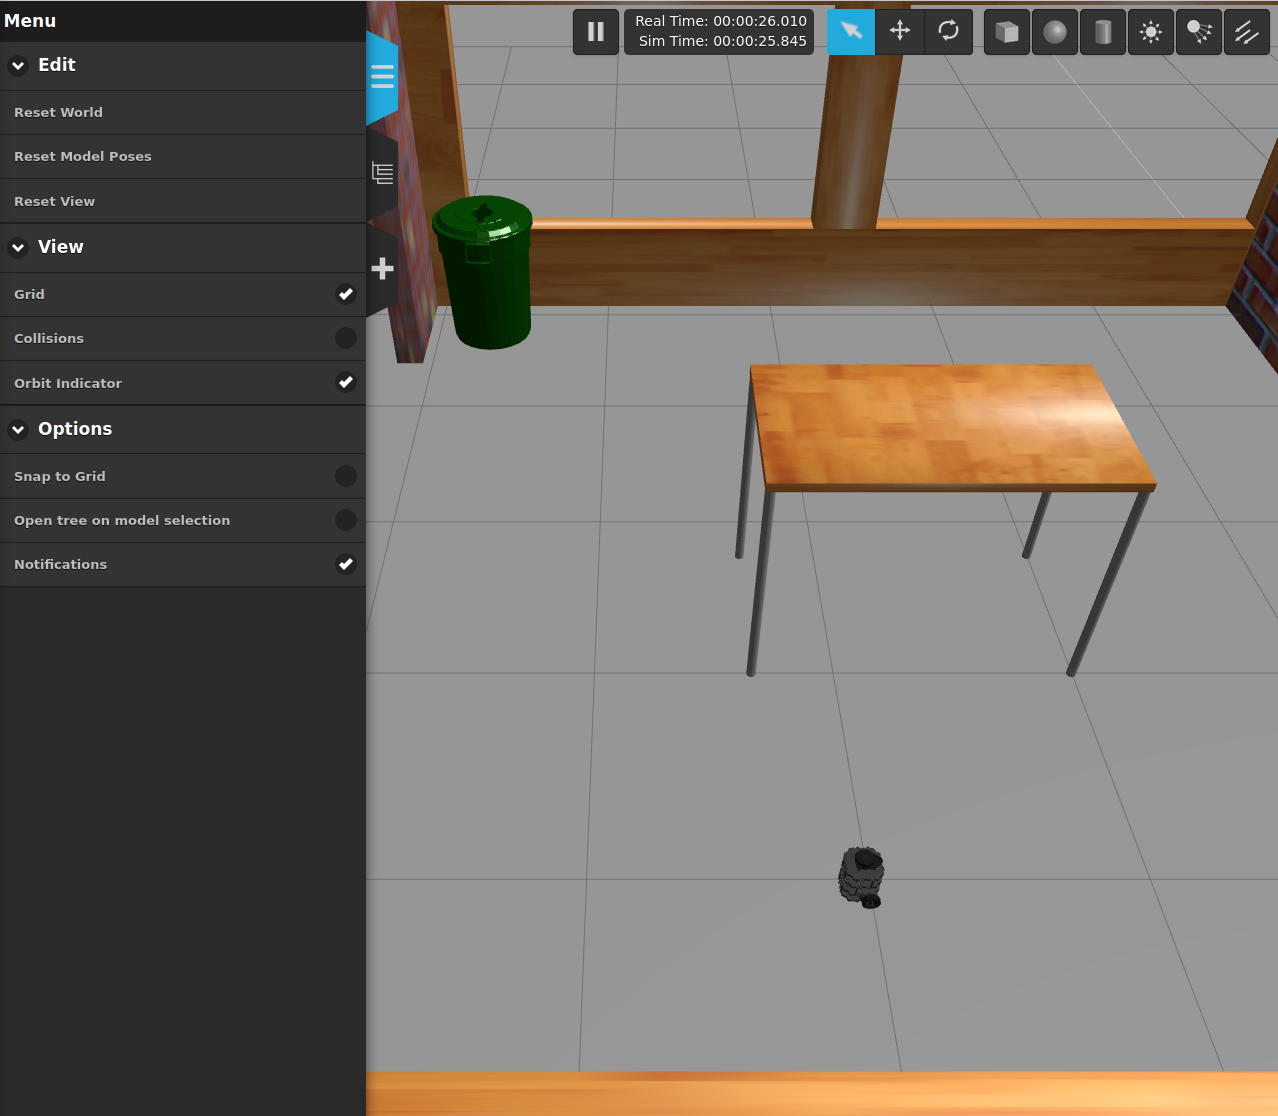 Menu
Edit
Reset World
Reset Model Poses
Reset View
View
Grid
Collisions
Orbit Indicator
Options
Snap to Grid
Open tree on model selection
Notifications
Real Time: 00:00:26.010
Sim Time: 00:00:25.845